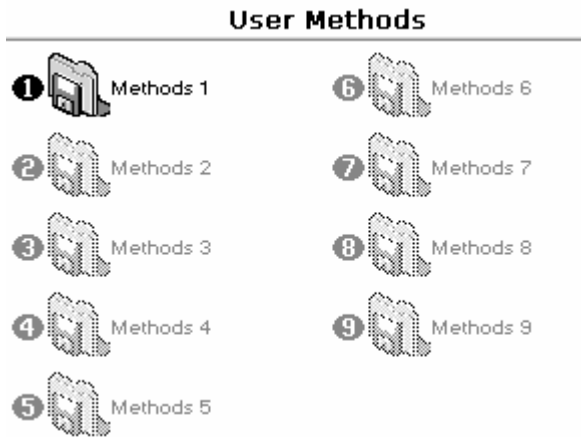 User Methods
1 Methods 1
2 Methods 2
3 Methods 3
4 Methods 4
5 Methods 5
6 Methods 6
7 Methods 7
8 Methods 8
9 Methods 9